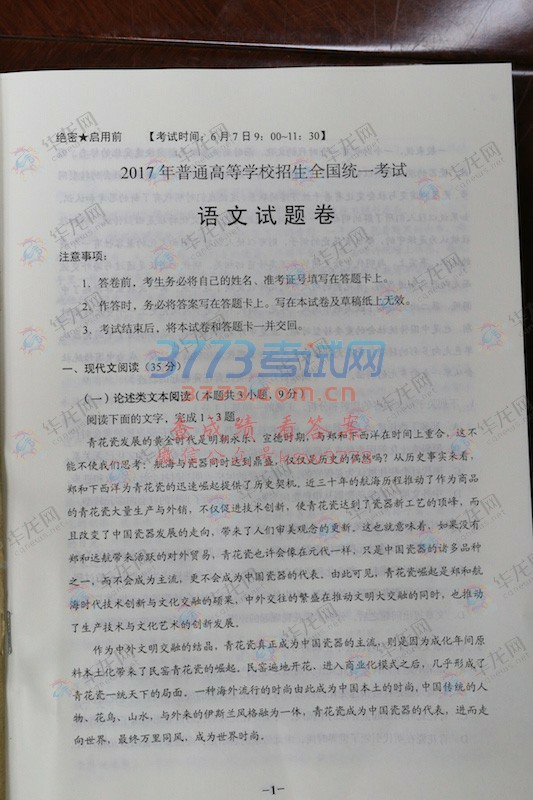 绝密★启用前 【考试时间：6月7日9：00~11：30】
2017年普通高等学校招生全国统一考试
语文试题卷
注意事项：
1．答卷前，考生务必将自己的姓名、准考证号填写在答题卡上。
2．作答时，务必将答案写在答题卡上。写在本试卷及草稿纸上无效。
3．考试结束后，将本试卷和答题卡一并交回。
3773考试网
一、现代文阅读（35分）
3773.com.cn
（一）论述类文本阅读（本题共3小题，9分）
阅读下面的文字，完成1~3题。
查成绩 看答案
青花瓷发展的黄金时代是明朝永乐、宣德时期，与郑和下西洋在时间上重合，这不
能不使我们思考：航海与瓷器同时达到鼎盛，仅仅是历史的偶然吗？从历史事实来看，
郑和下西洋为青花瓷的迅速崛起提供了历史契机。近三十年的航海历程推动了作为商品
的青花瓷大量生产与外销，不仅促进技术创新，使青花瓷达到了瓷器新工艺的顶峰，而
且改变了中国瓷器发展的走向，带来了人们审美观念的更新。这也就意味着，如果没有
郑和远航带来活跃的对外贸易，青花瓷也许会像在元代一样，只是中国瓷器的诸多品种
之一，而不会成为主流，更不会成为中国瓷器的代表。由此可见，青花瓷崛起是郑和航
海时代技术创新与文化交融的硕果，中外交往的繁盛在推动文明大交融的同时，也推动
了生产技术与文化艺术的创新发展。
作为中外文明交融的结晶，青花瓷真正成为中国瓷器的主流，则是因为成化年间原
料本土化带来了民窑青花瓷的崛起。民窑遍地开花，进入商业化模式之后，几乎形成了
青花瓷一统天下的局面。一种海外流行的时尚由此成为中国本土的时尚，中国传统的人
物、花鸟、山水，与外来的伊斯兰风格融为一体，青花瓷成为中国瓷器的代表，进而走
向世界，最终万里同风，成为世界时尚。
-1-
华龙网